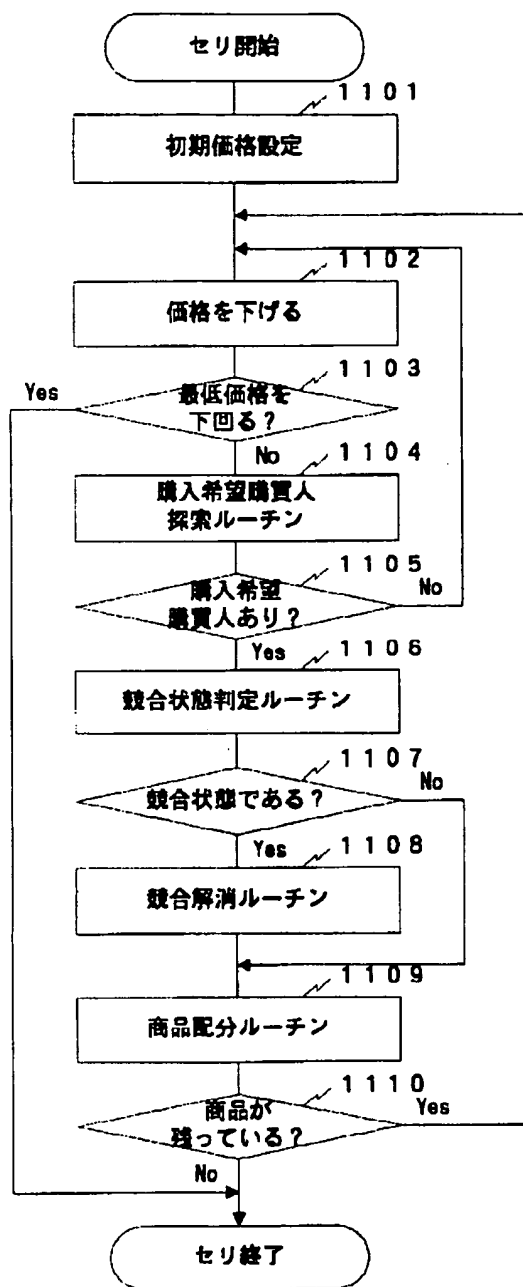 セリ開始
1101
初期価格設定
1102
価格を下げる
1103
Yes
最低価格を
下回る?
No
1104
購入希望購買人
探索ルーチン
1105
購入希望
購買人あり?
No
Yes
1106
競合状態判定ルーチン
1107
競合状態である?
No
Yes
1108
競合解消ルーチン
1109
商品配分ルーチン
1110
商品が
残っている?
Yes
No
セリ終了